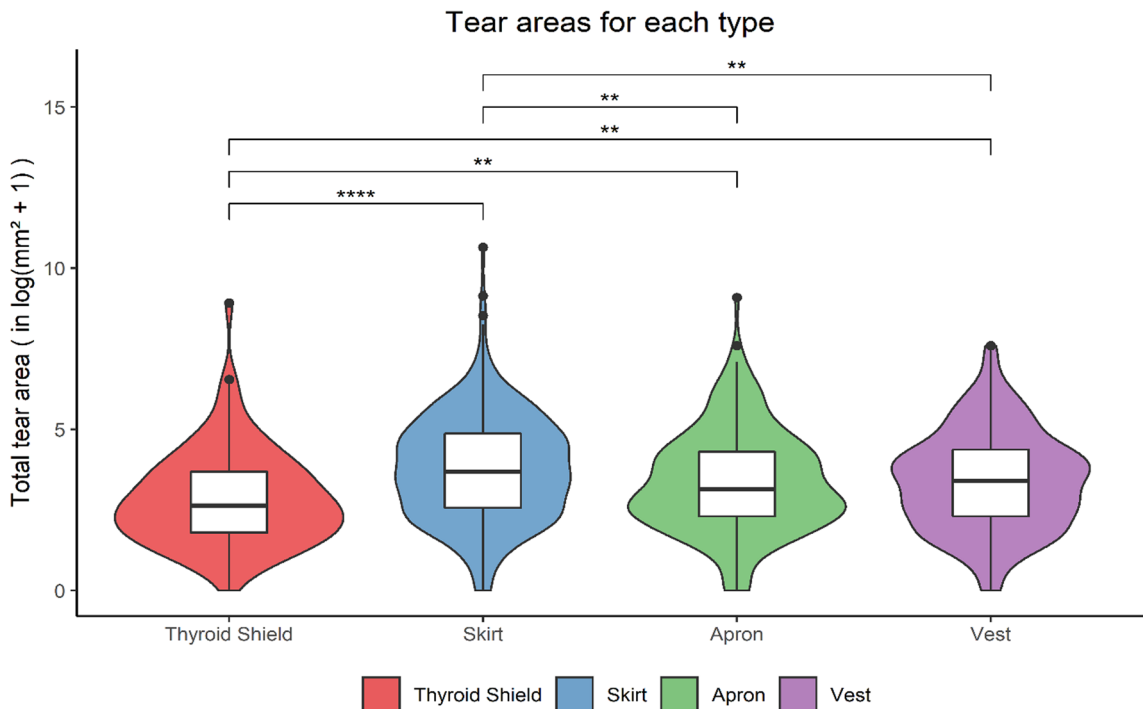 Tear areas for each type
Total tear area ( in log(mm² + 1) )
15
10
5
0
**
**
**
**
****
Thyroid Shield
Skirt
Apron
Vest
Thyroid Shield
Skirt
Apron
Vest